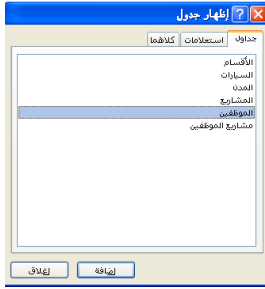 إظهار جدول
جداول استعلامات كلاهما
الأقسام
السيارات
المدن
المشاريع
الموظفين
مشاريع الموظفين
إضافة إغلاق